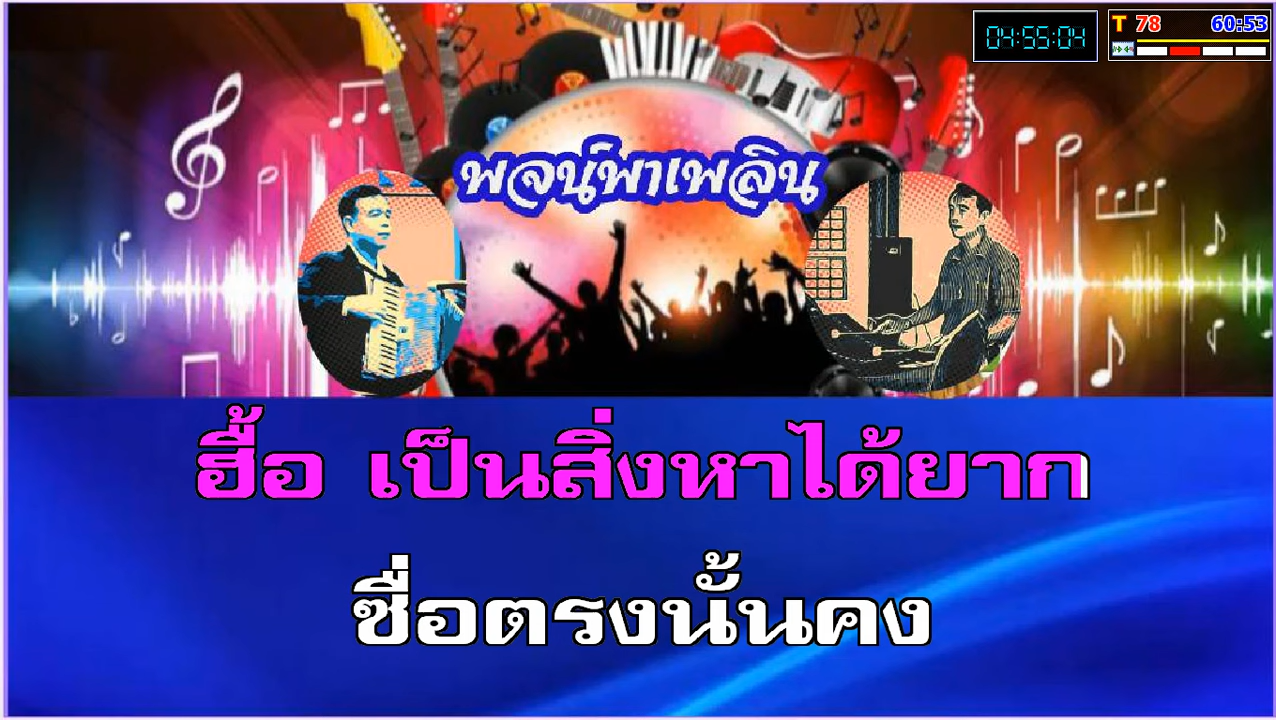 04:55:04
T 78 60:53
พจน์พาเพลิน
ฮื้อ เป็นสิ่งหาได้ยาก
ซื่อตรงนั้นคง